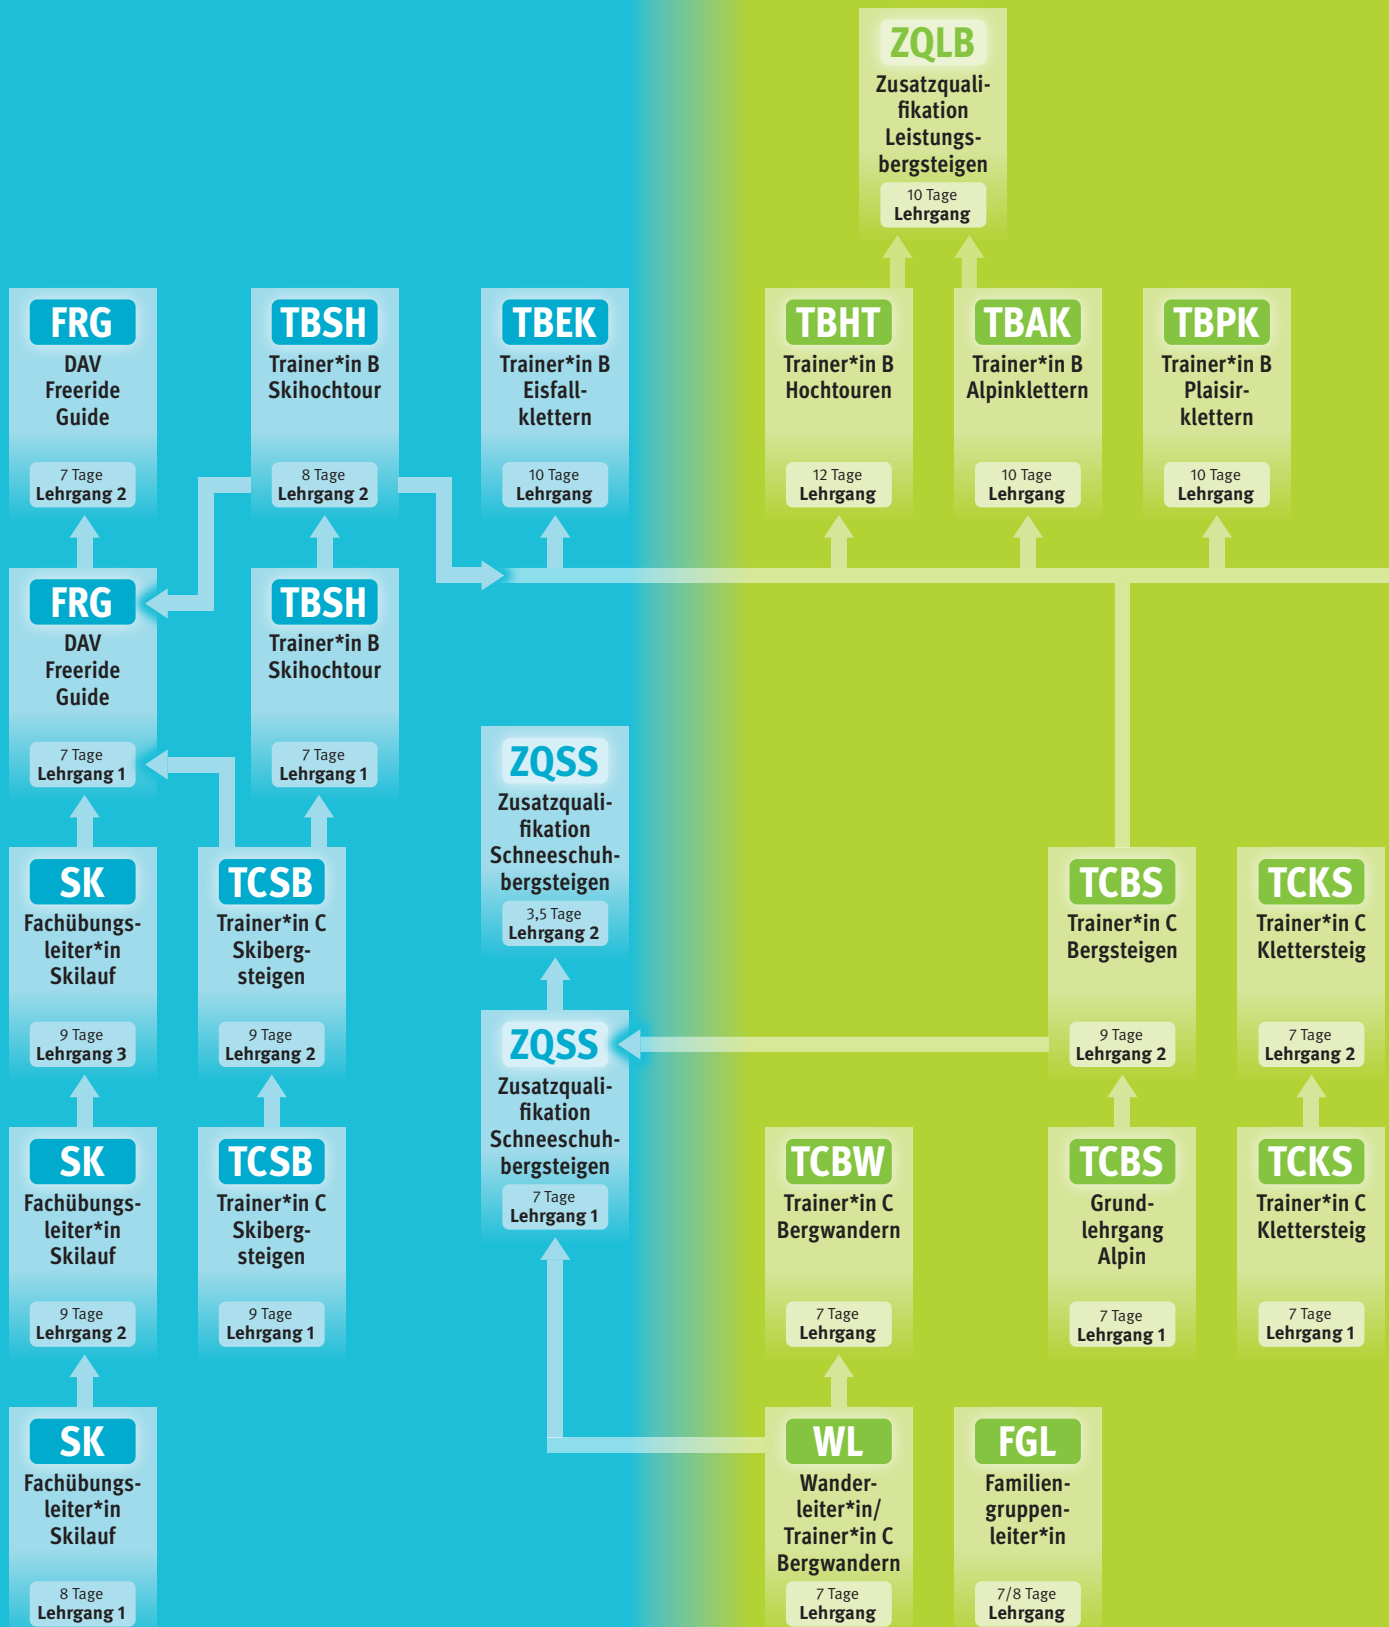 ZQLB
Zusatzquali-
fikation
Leistungs-
bergsteigen
10 Tage
Lehrgang
FRG
DAV
Freeride
Guide
7 Tage
Lehrgang 2
TBSH
Trainer*in B
Skihochtour
8 Tage
Lehrgang 2
TBEK
Trainer*in B
Eisfall-
klettern
10 Tage
Lehrgang
TBHT
Trainer*in B
Hochtouren
12 Tage
Lehrgang
TBAK
Trainer*in B
Alpinklettern
10 Tage
Lehrgang
TBPK
Trainer*in B
Plaisir-
klettern
10 Tage
Lehrgang
FRG
DAV
Freeride
Guide
7 Tage
Lehrgang 1
TBSH
Trainer*in B
Skihochtour
7 Tage
Lehrgang 1
ZQSS
Zusatzquali-
fikation
Schneeschuh-
bergsteigen
3,5 Tage
Lehrgang 2
SK
Fachübungs-
leiter*in
Skilauf
9 Tage
Lehrgang 3
TCSB
Trainer*in C
Skiberg-
steigen
9 Tage
Lehrgang 2
TCBS
Trainer*in C
Bergsteigen
9 Tage
Lehrgang 2
TCKS
Trainer*in C
Klettersteig
7 Tage
Lehrgang 2
ZQSS
Zusatzquali-
fikation
Schneeschuh-
bergsteigen
7 Tage
Lehrgang 1
SK
Fachübungs-
leiter*in
Skilauf
9 Tage
Lehrgang 2
TCSB
Trainer*in C
Skiberg-
steigen
9 Tage
Lehrgang 1
TCBW
Trainer*in C
Bergwandern
7 Tage
Lehrgang
TCBS
Grund-
lehrgang
Alpin
7 Tage
Lehrgang 1
TCKS
Trainer*in C
Klettersteig
7 Tage
Lehrgang 1
SK
Fachübungs-
leiter*in
Skilauf
8 Tage
Lehrgang 1
WL
Wander-
leiter*in/
Trainer*in C
Bergwandern
7 Tage
Lehrgang
FGL
Familien-
gruppen-
leiter*in
7/8 Tage
Lehrgang